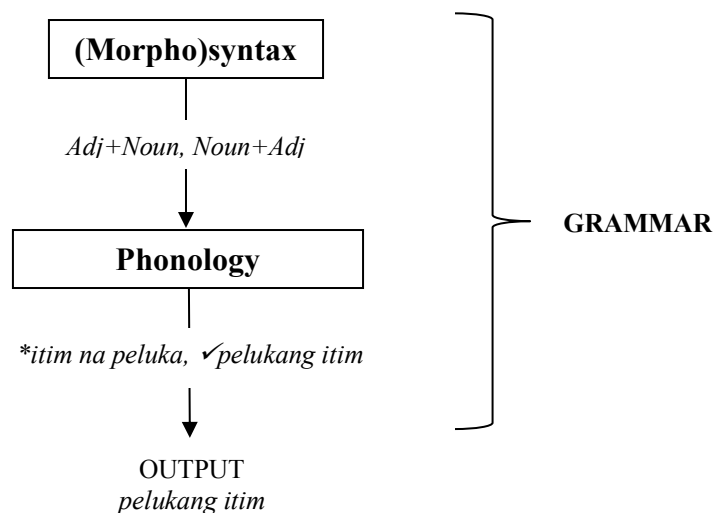 (Morpho)syntax
Adj+Noun, Noun+Adj
Phonology
*itim na peluka, ✓pelukang itim
OUTPUT
pelukang itim
GRAMMAR